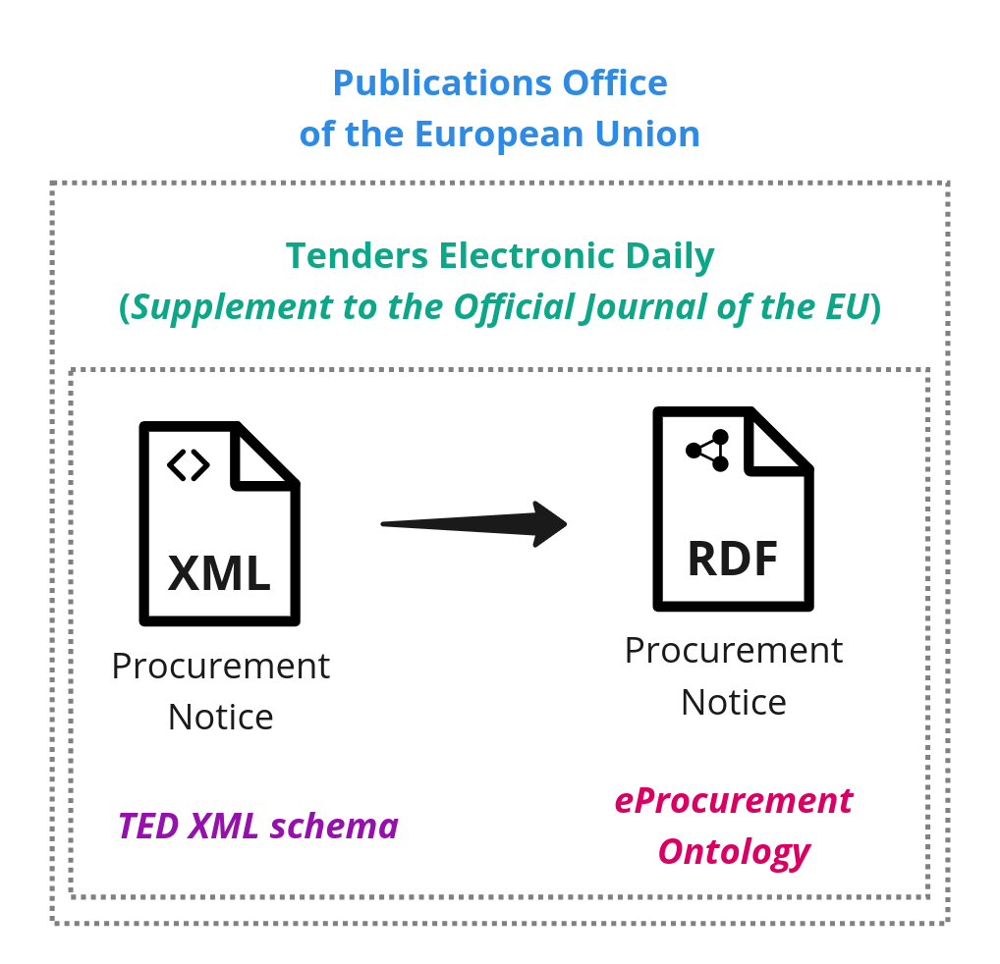 Publications Office
of the European Union
Tenders Electronic Daily
(Supplement to the Official Journal of the EU)
XML
Procurement
Notice
TED XML schema
RDF
Procurement
Notice
eProcurement
Ontology